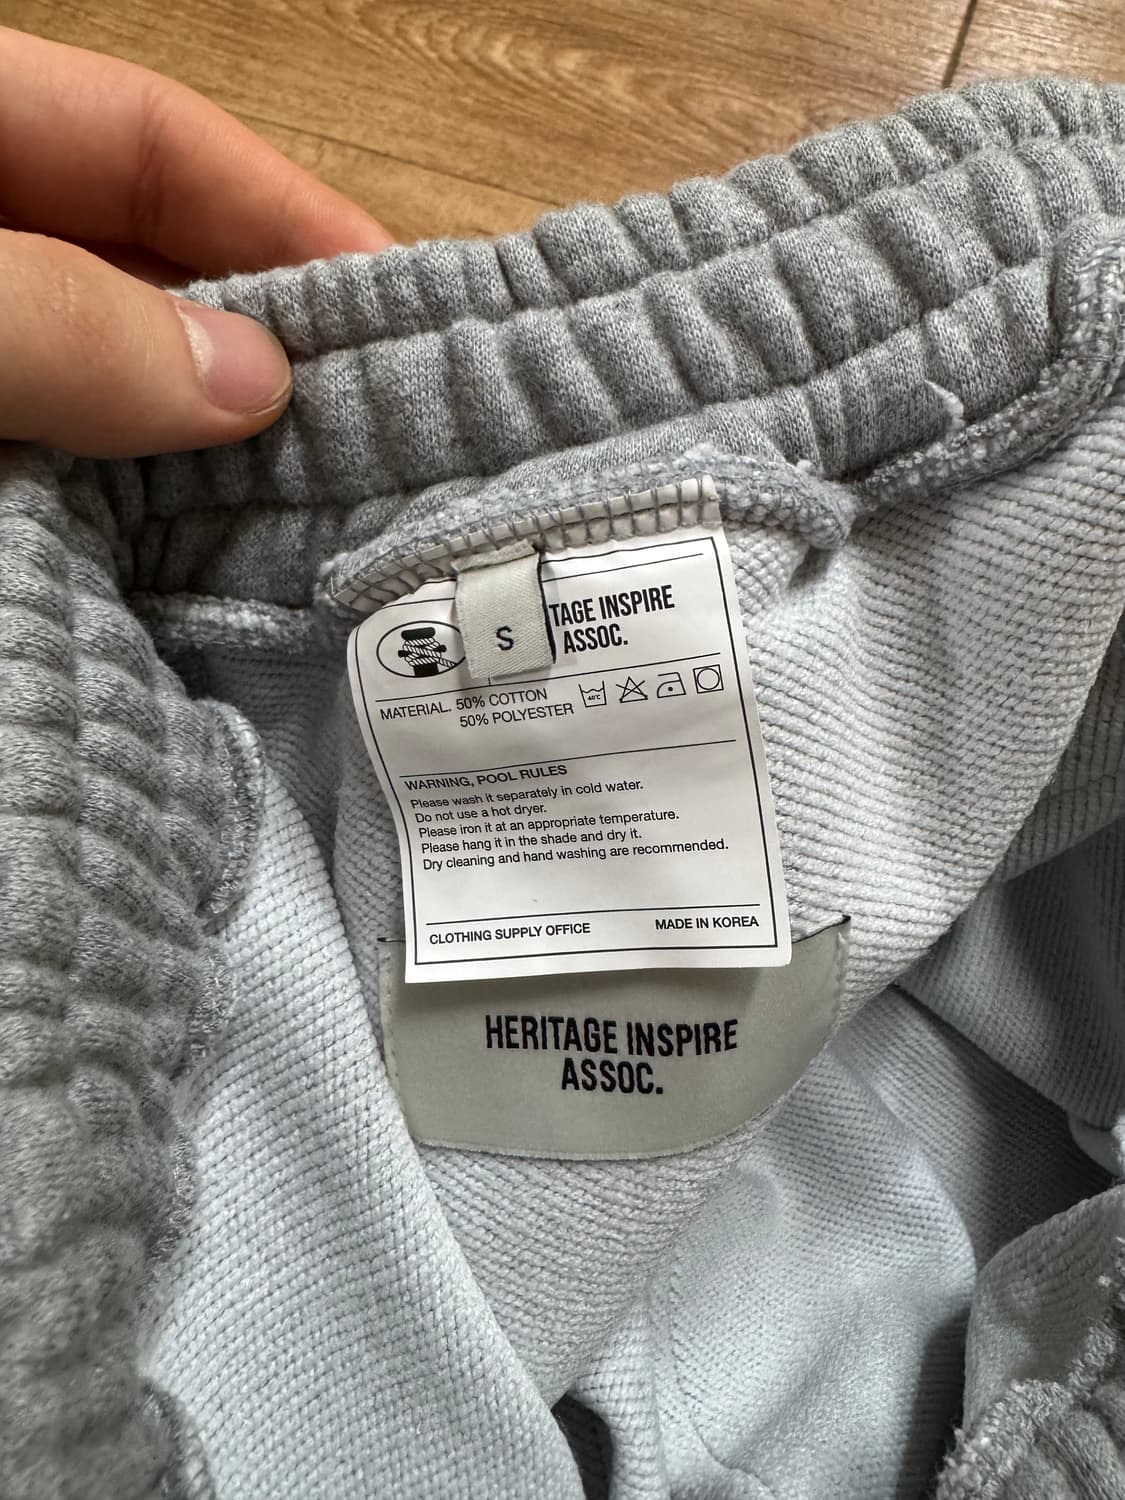 S
TAGE INSPIRE
ASSOC.
MATERIAL. 50% COTTON
50% POLYESTER
40°C
WARNING, POOL RULES
Please wash it separately in cold water.
Do not use a hot dryer.
Please iron it at an appropriate temperature.
Please hang it in the shade and dry it.
Dry cleaning and hand washing are recommended.
CLOTHING SUPPLY OFFICE MADE IN KOREA
HERITAGE INSPIRE
ASSOC.